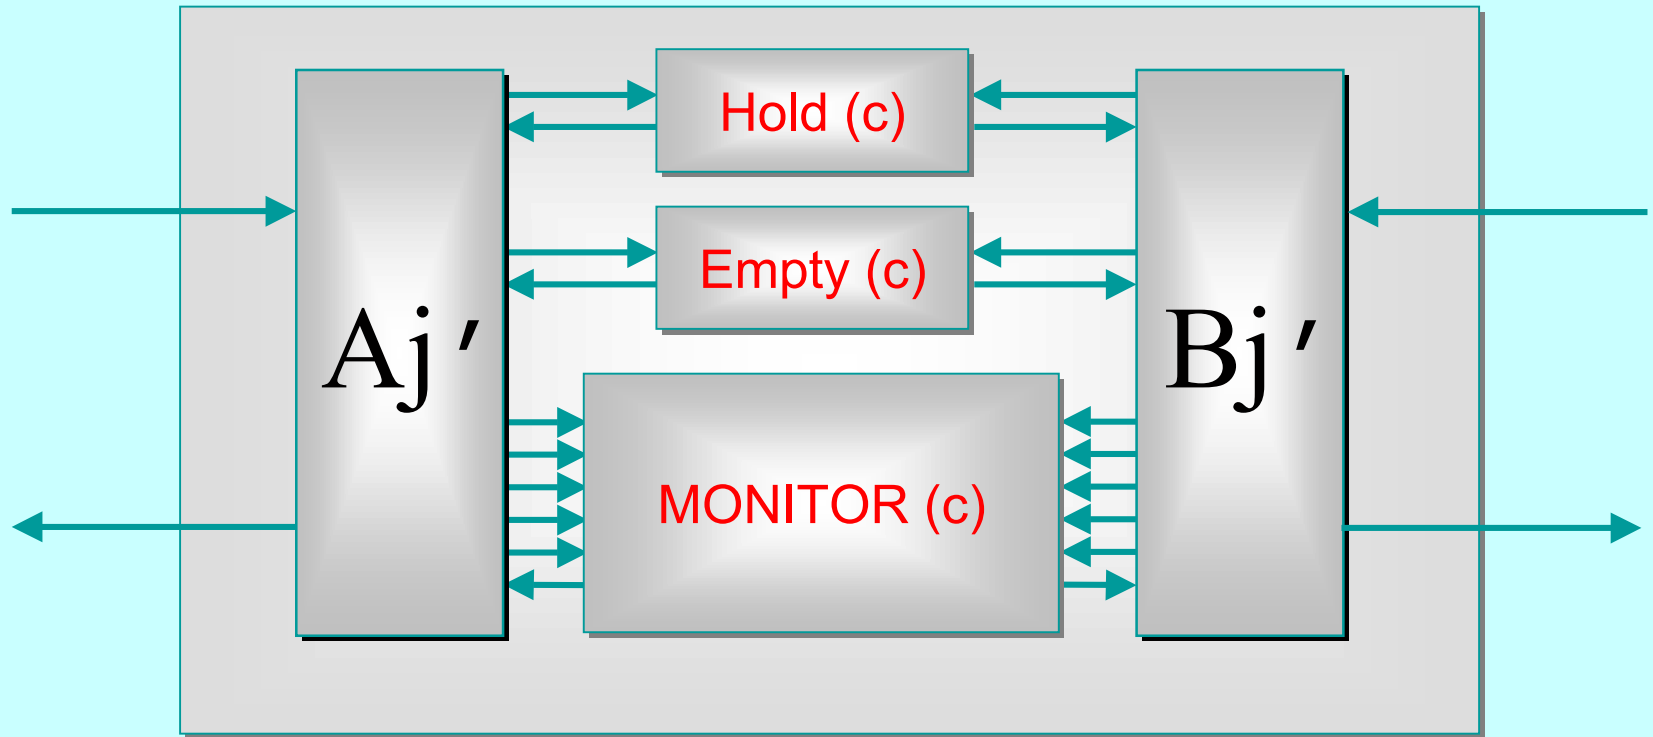 Hold (c)
Empty (c)
Aj ′
Bj ′
MONITOR (c)